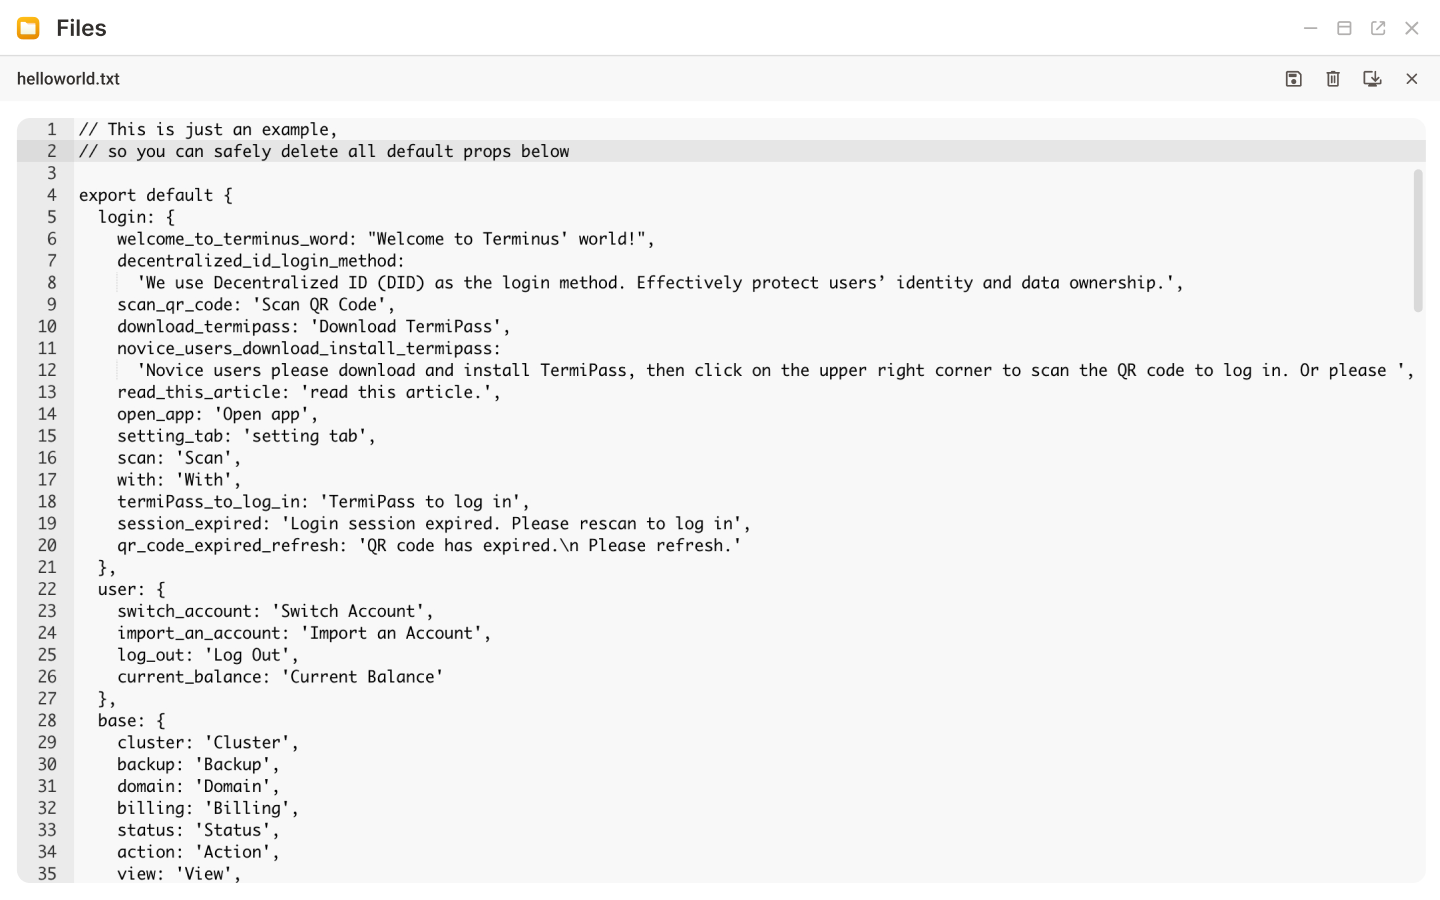 Files
helloworld.txt
1 // This is just an example,
2 // so you can safely delete all default props below
3
4 export default {
5   login: {
6     welcome_to_terminus_word: "Welcome to Terminus' world!",
7     decentralized_id_login_method:
8       'We use Decentralized ID (DID) as the login method. Effectively protect users’ identity and data ownership.',
9     scan_qr_code: 'Scan QR Code',
10     download_termipass: 'Download TermiPass',
11     novice_users_download_install_termipass:
12       'Novice users please download and install TermiPass, then click on the upper right corner to scan the QR code to log in. Or please ',
13     read_this_article: 'read this article.',
14     open_app: 'Open app',
15     setting_tab: 'setting tab',
16     scan: 'Scan',
17     with: 'With',
18     termiPass_to_log_in: 'TermiPass to log in',
19     session_expired: 'Login session expired. Please rescan to log in',
20     qr_code_expired_refresh: 'QR code has expired.\n Please refresh.'
21   },
22   user: {
23     switch_account: 'Switch Account',
24     import_an_account: 'Import an Account',
25     log_out: 'Log Out',
26     current_balance: 'Current Balance'
27   },
28   base: {
29     cluster: 'Cluster',
30     backup: 'Backup',
31     domain: 'Domain',
32     billing: 'Billing',
33     status: 'Status',
34     action: 'Action',
35     view: 'View',